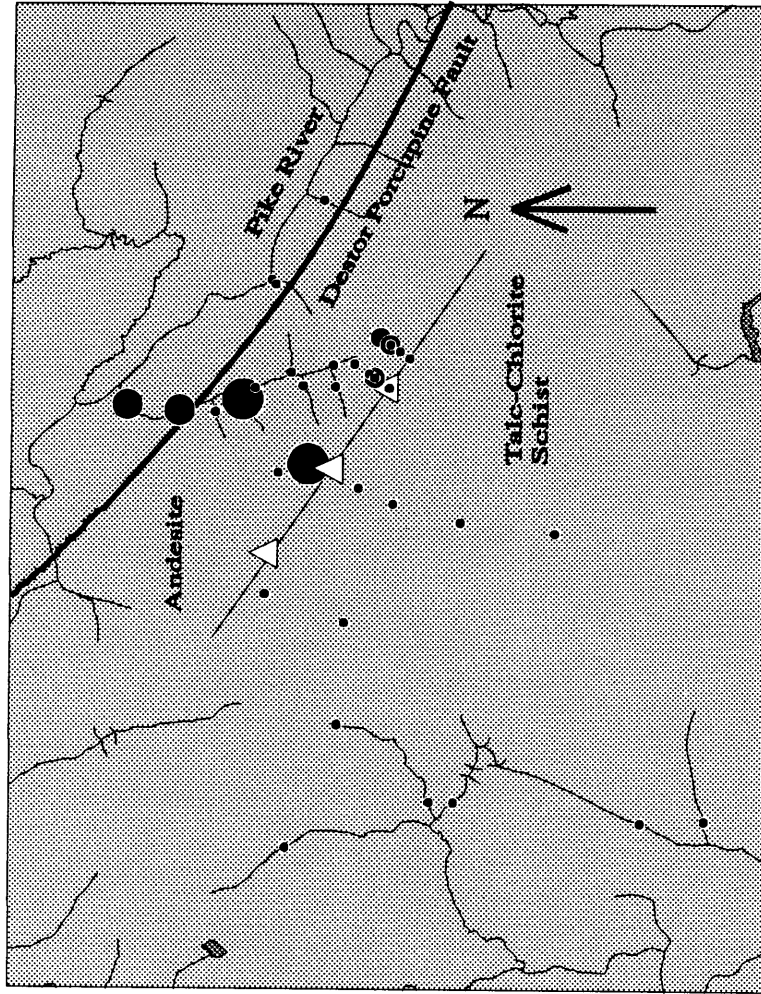 Pike River
Destor Porcupine Fault
N
Andesite
Talc-Chlorite
Schist